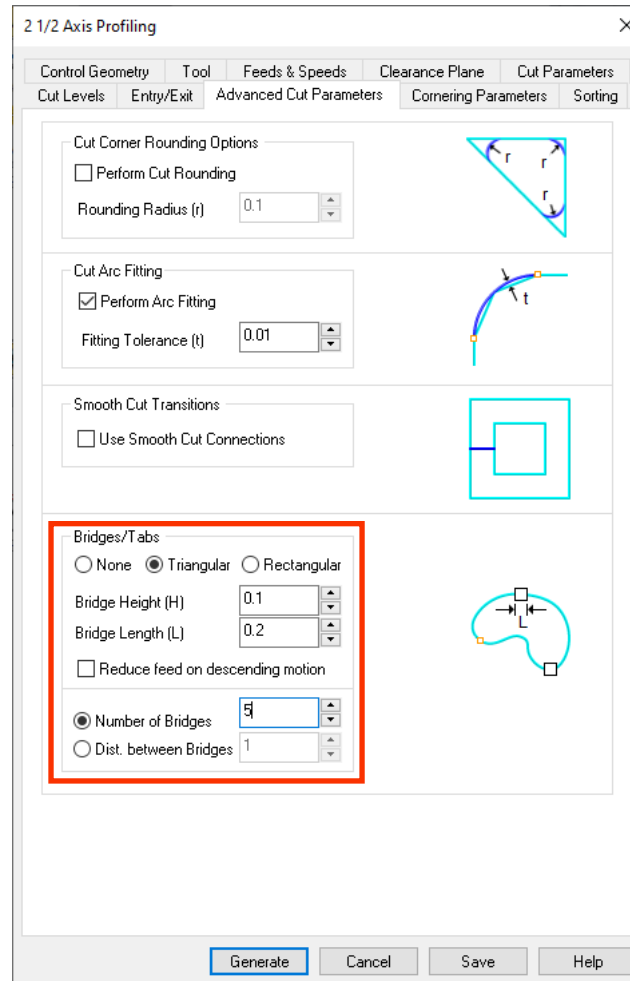 2 1/2 Axis Profiling
Control Geometry Tool Feeds & Speeds Clearance Plane Cut Parameters
Cut Levels Entry/Exit Advanced Cut Parameters Cornering Parameters Sorting
Cut Corner Rounding Options
Perform Cut Rounding
Rounding Radius (r) 0.1
r r
r
Cut Arc Fitting
Perform Arc Fitting
Fitting Tolerance (t) 0.01
t
Smooth Cut Transitions
Use Smooth Cut Connections
Bridges/Tabs
None Triangular Rectangular
Bridge Height (H) 0.1
Bridge Length (L) 0.2
L
Reduce feed on descending motion
Number of Bridges 5
Dist. between Bridges 1
Generate Cancel Save Help